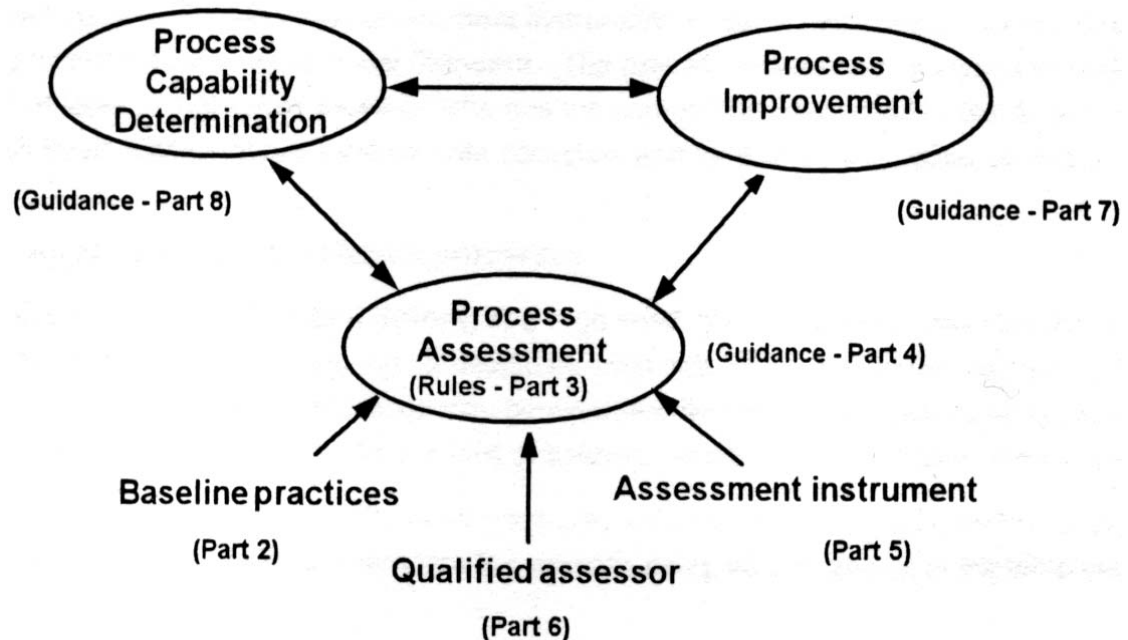 Process
Capability
Determination
Process
Improvement
(Guidance - Part 8)
(Guidance - Part 7)
Process
Assessment
(Rules - Part 3)
(Guidance - Part 4)
Baseline practices
Assessment instrument
(Part 2)
(Part 5)
Qualified assessor
(Part 6)